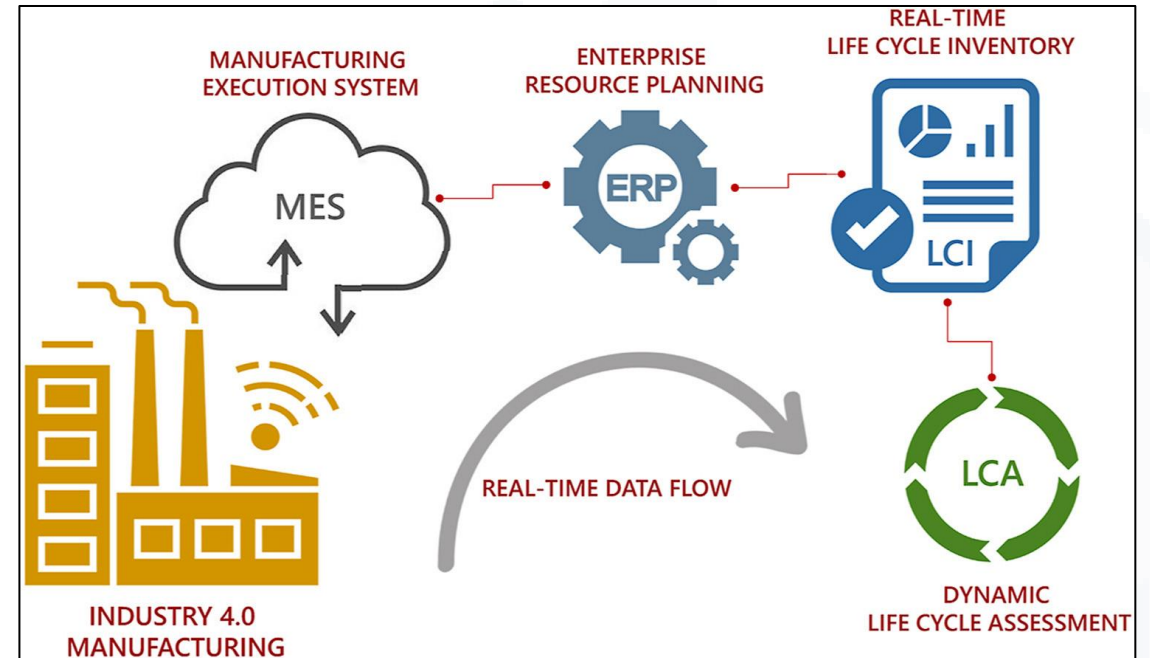 MANUFACTURING
EXECUTION SYSTEM
MES
ENTERPRISE
RESOURCE PLANNING
ERP
REAL-TIME
LIFE CYCLE INVENTORY
LCI
REAL-TIME DATA FLOW
LCA
INDUSTRY 4.0
MANUFACTURING
DYNAMIC
LIFE CYCLE ASSESSMENT